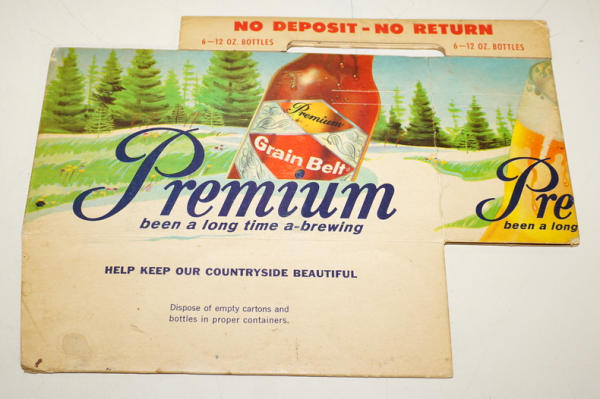 NO DEPOSIT - NO RETURN
6-12 OZ. BOTTLES
6-12 OZ. BOTTLES
Premium
Grain Belt
Premium
been a long time a-brewing
Pre
been a long
HELP KEEP OUR COUNTRYSIDE BEAUTIFUL
Dispose of empty cartons and
bottles in proper containers.